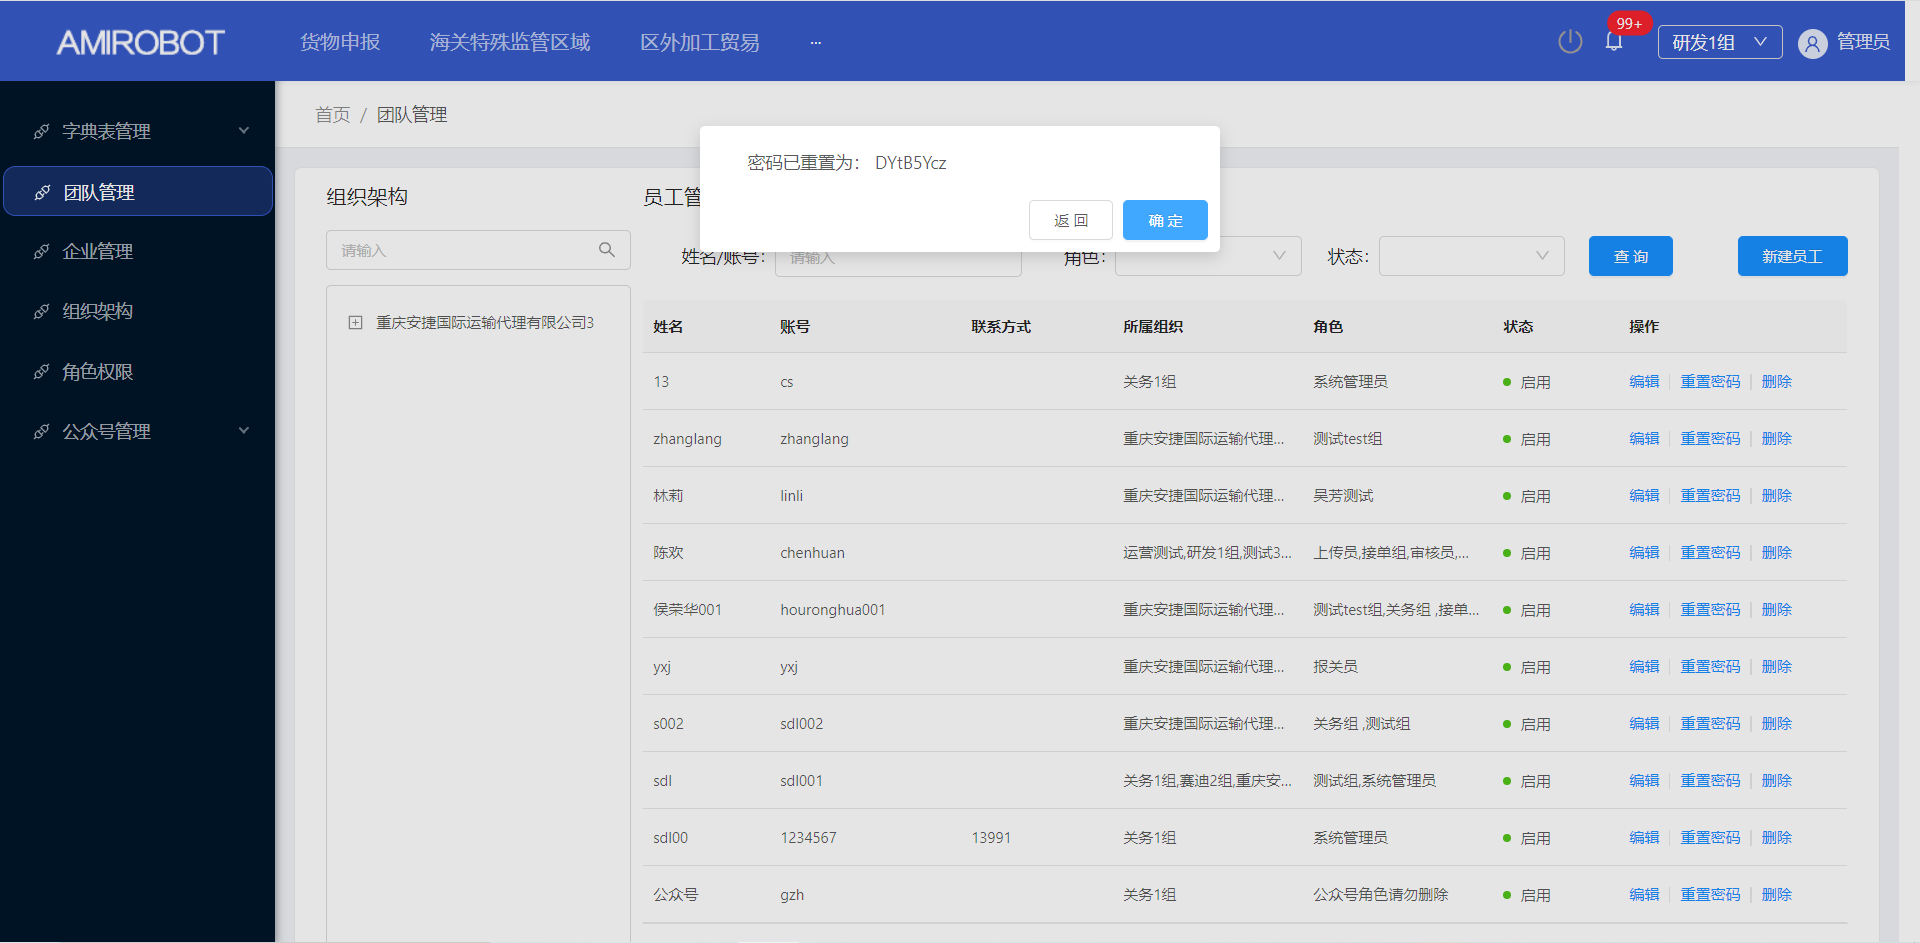 AMIROBOT 货物申报 海关特殊监管区域 区外加工贸易 ... 99+ 研发1组 管理员
首页 / 团队管理
字典表管理
团队管理
企业管理
组织架构
角色权限
公众号管理
密码已重置为： DYtB5Ycz
返 回 确 定
组织架构
请输入
重庆安捷国际运输代理有限公司3
员工管
姓名/账号： 请输入 角色： 状态： 查 询 新建员工
姓名 账号 联系方式 所属组织 角色 状态 操作
13 cs 关务1组 系统管理员 启用 编辑 重置密码 删除
zhanglang zhanglang 重庆安捷国际运输代理... 测试test组 启用 编辑 重置密码 删除
林莉 linli 重庆安捷国际运输代理... 吴芳测试 启用 编辑 重置密码 删除
陈欢 chenhuan 运营测试,研发1组,测试3... 上传员,接单组,审核员,... 启用 编辑 重置密码 删除
侯荣华001 houronghua001 重庆安捷国际运输代理... 测试test组,关务组 ,接单... 启用 编辑 重置密码 删除
yxj yxj 重庆安捷国际运输代理... 报关员 启用 编辑 重置密码 删除
s002 sdl002 重庆安捷国际运输代理... 关务组 ,测试组 启用 编辑 重置密码 删除
sdl sdl001 关务1组,赛迪2组,重庆安... 测试组,系统管理员 启用 编辑 重置密码 删除
sdl00 1234567 13991 关务1组 系统管理员 启用 编辑 重置密码 删除
公众号 gzh 关务1组 公众号角色请勿删除 启用 编辑 重置密码 删除